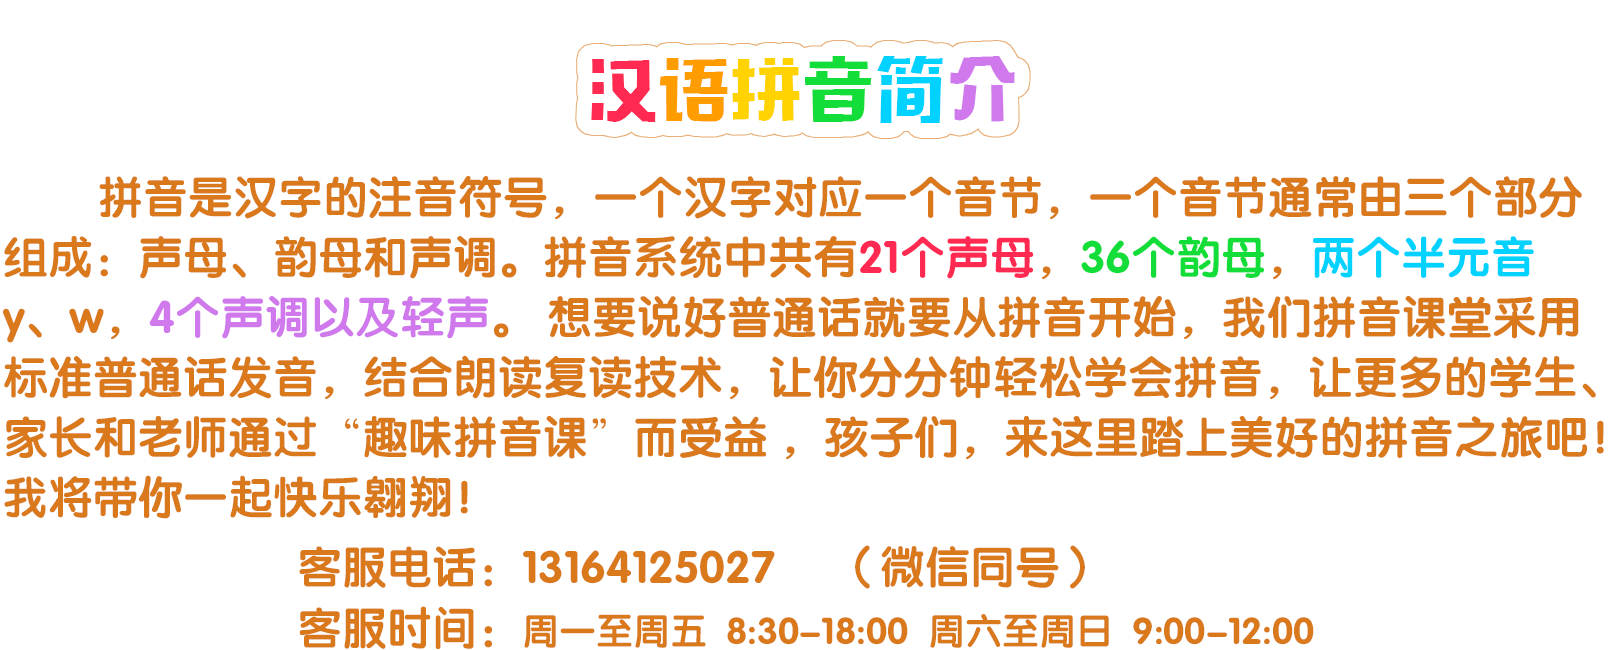 汉语拼音简介
拼音是汉字的注音符号，一个汉字对应一个音节，一个音节通常由三个部分
组成：声母、韵母和声调。拼音系统中共有21个声母，36个韵母，两个半元音
y、w，4个声调以及轻声。想要说好普通话就要从拼音开始，我们拼音课堂采用
标准普通话发音，结合朗读复读技术，让你分分钟轻松学会拼音，让更多的学生、
家长和老师通过“趣味拼音课”而受益，孩子们，来这里踏上美好的拼音之旅吧！
我将带你一起快乐翱翔！
客服电话：13164125027 （微信同号）
客服时间：周一至周五 8:30-18:00 周六至周日 9:00-12:00